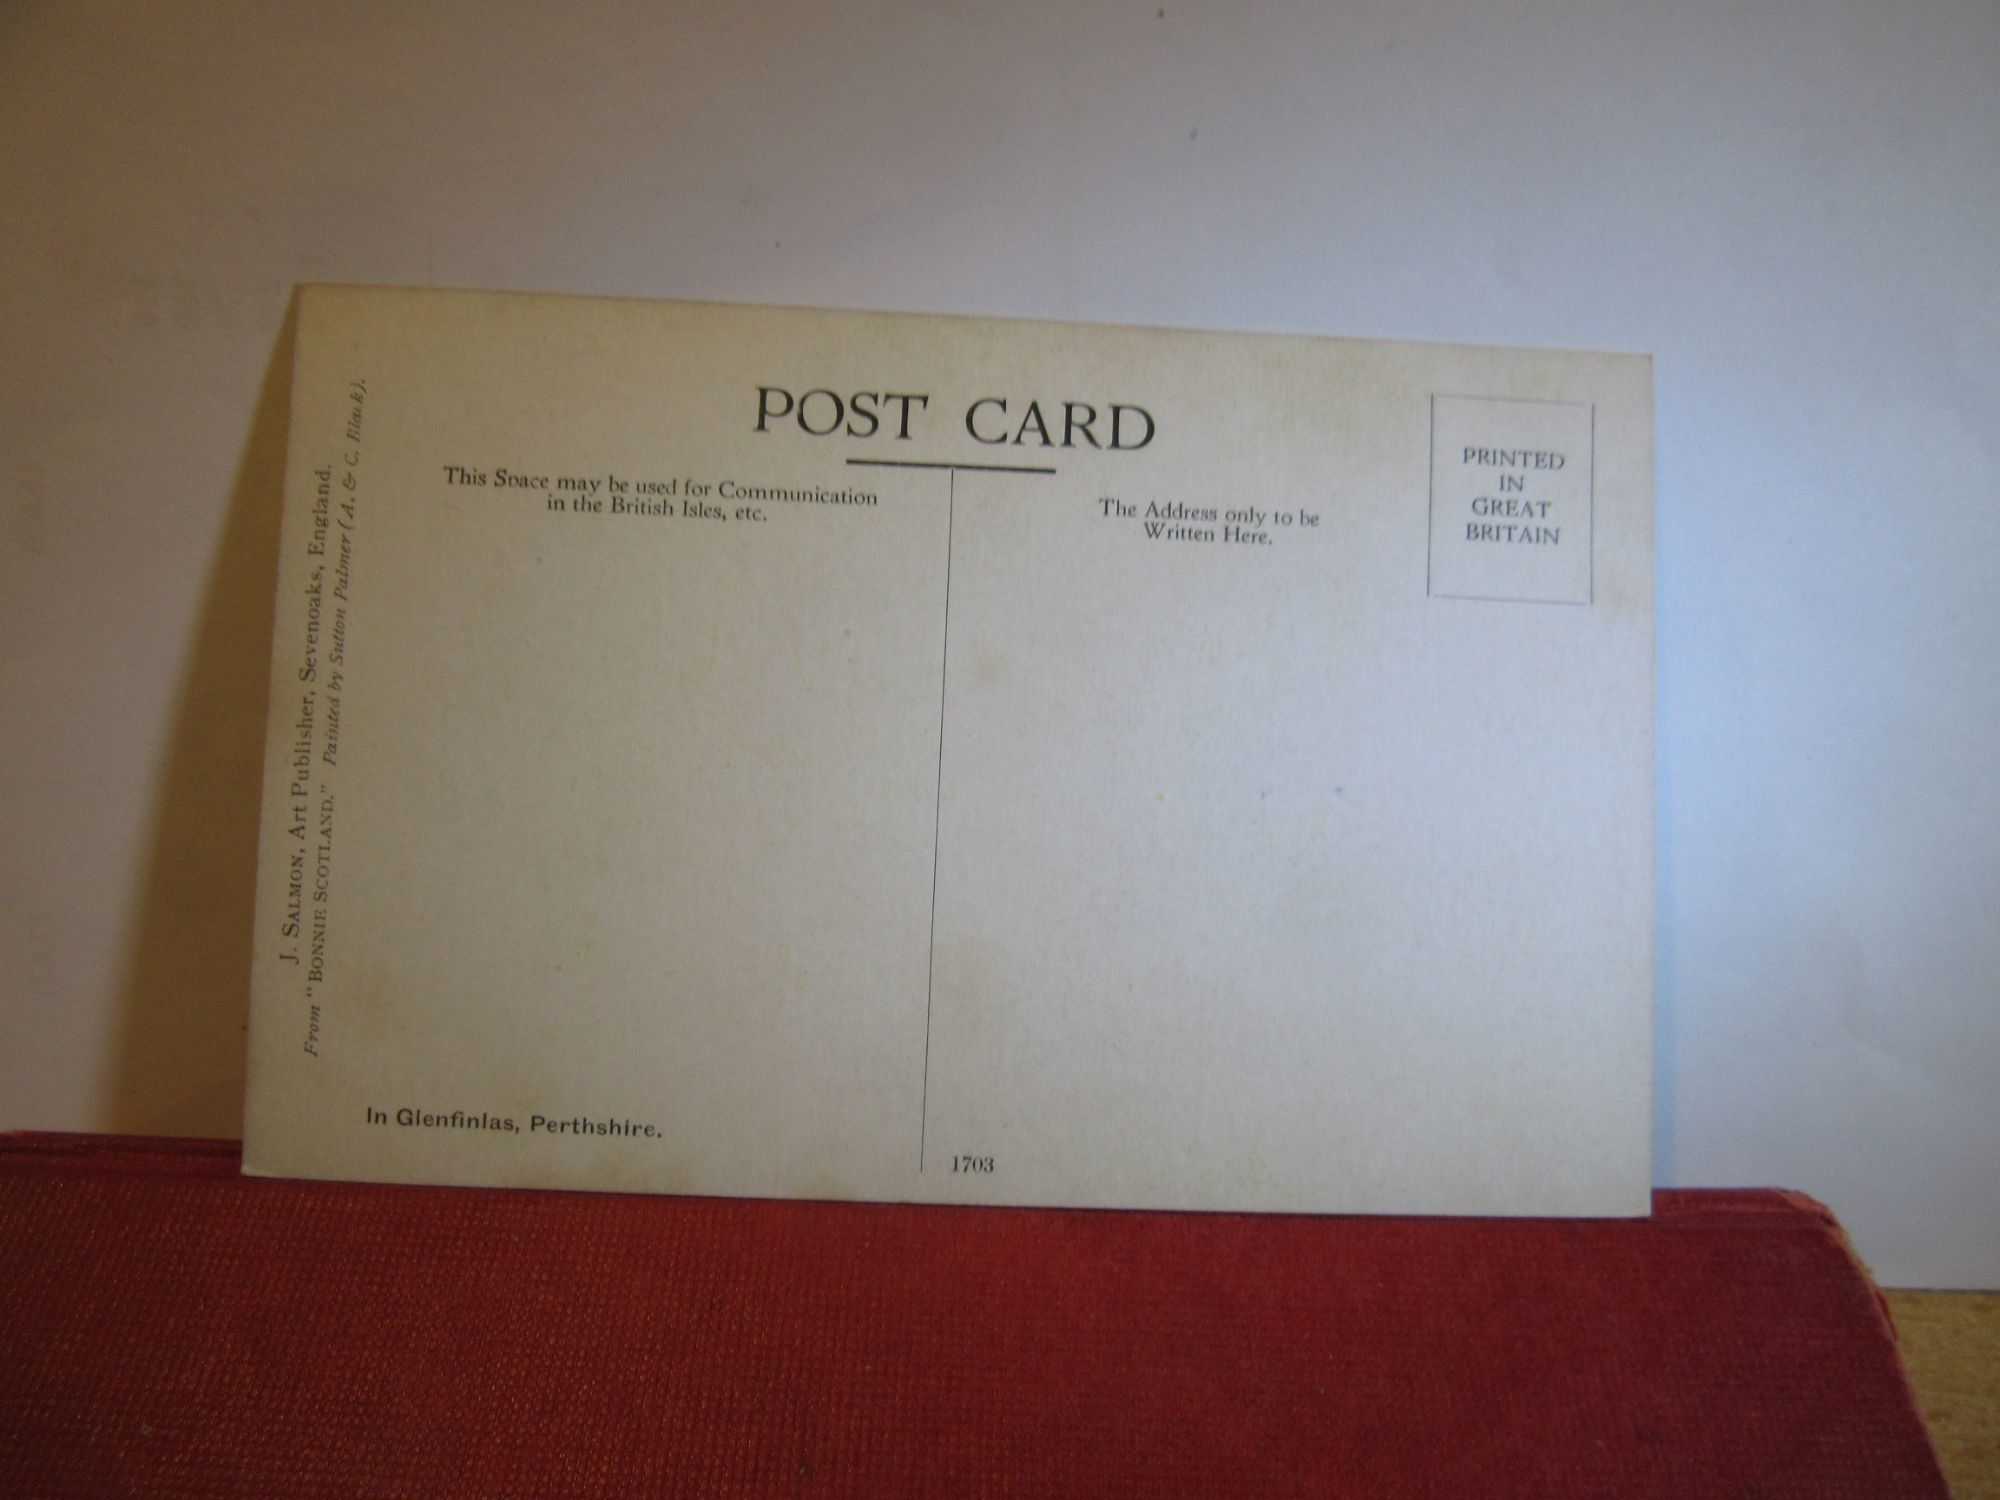 POST CARD
This Space may be used for Communication
in the British Isles, etc.
The Address only to be
Written Here.
PRINTED
IN
GREAT
BRITAIN
J. SALMON, Art Publisher, Sevenoaks, England.
From "BONNIE SCOTLAND." Painted by Sutton Palmer (A. & C. Black).
In Glenfinlas, Perthshire.
1703